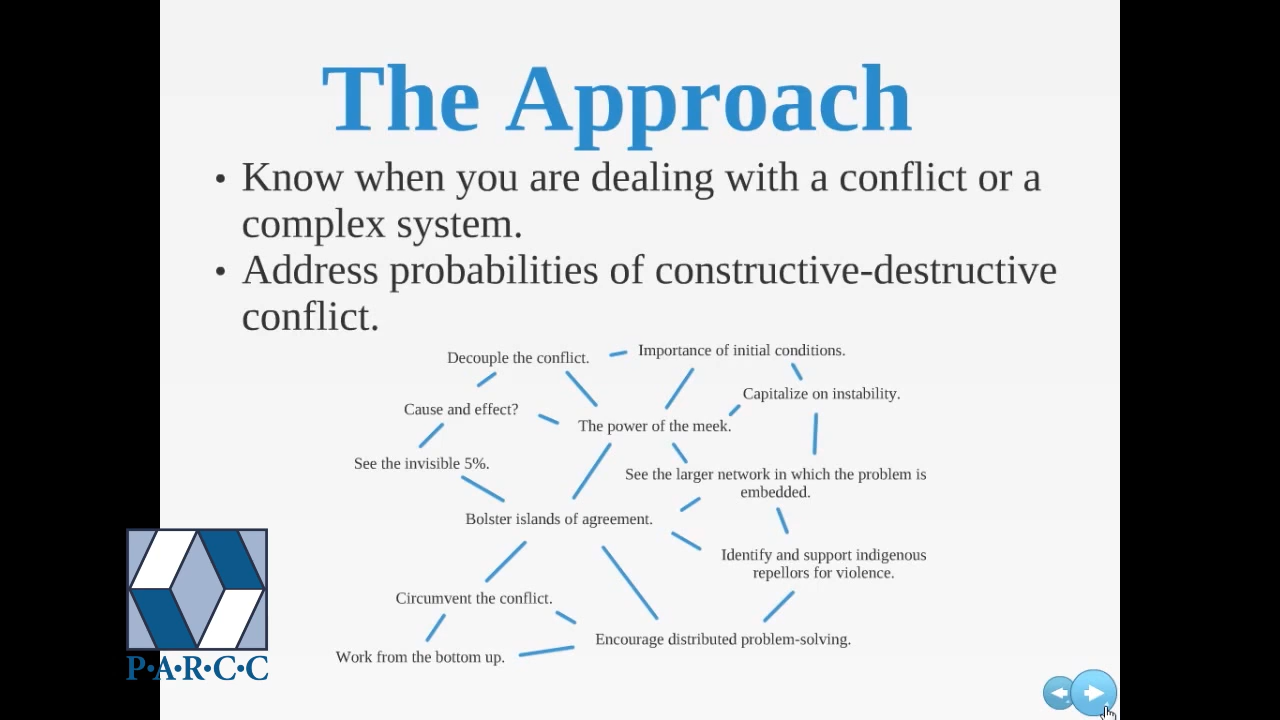 The Approach
• Know when you are dealing with a conflict or a
complex system.
• Address probabilities of constructive-destructive
conflict.
Decouple the conflict.
Importance of initial conditions.
Capitalize on instability.
Cause and effect?
The power of the meek.
See the invisible 5%.
See the larger network in which the problem is
embedded.
Bolster islands of agreement.
Identify and support indigenous
repellors for violence.
Circumvent the conflict.
Encourage distributed problem-solving.
Work from the bottom up.
P•A•R•C•C